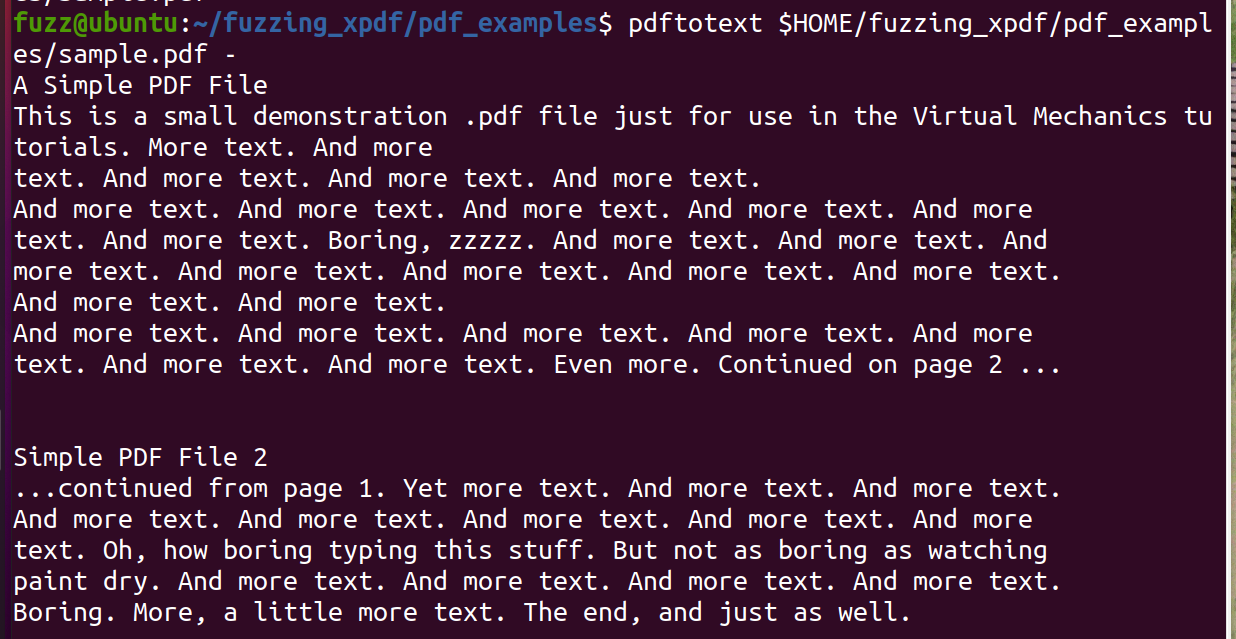 fuzz@ubuntu:~/fuzzing_xpdf/pdf_examples$ pdftotext $HOME/fuzzing_xpdf/pdf_exampl
es/sample.pdf -
A Simple PDF File
This is a small demonstration .pdf file just for use in the Virtual Mechanics tu
torials. More text. And more
text. And more text. And more text. And more text.
And more text. And more text. And more text. And more text. And more
text. And more text. Boring, zzzzz. And more text. And more text. And
more text. And more text. And more text. And more text. And more text.
And more text. And more text.
And more text. And more text. And more text. And more text. And more
text. And more text. And more text. Even more. Continued on page 2 ...
Simple PDF File 2
...continued from page 1. Yet more text. And more text. And more text.
And more text. And more text. And more text. And more text. And more
text. Oh, how boring typing this stuff. But not as boring as watching
paint dry. And more text. And more text. And more text. And more text.
Boring. More, a little more text. The end, and just as well.